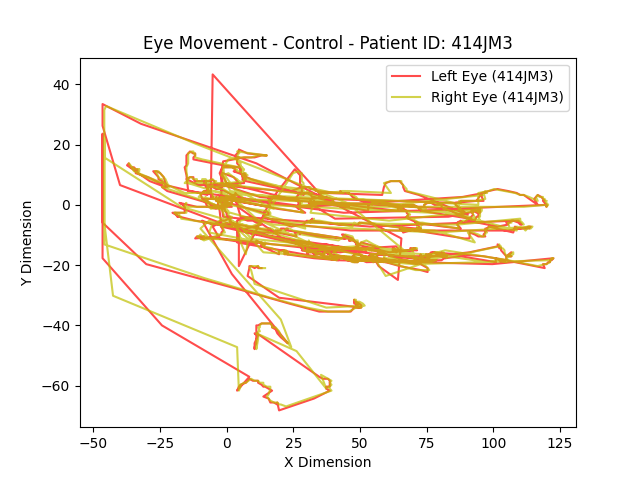 Eye Movement - Control - Patient ID: 414JM3
Left Eye (414JM3)
Right Eye (414JM3)
40
20
0
−20
−40
−60
Y Dimension
−50
−25
0
25
50
75
100
125
X Dimension